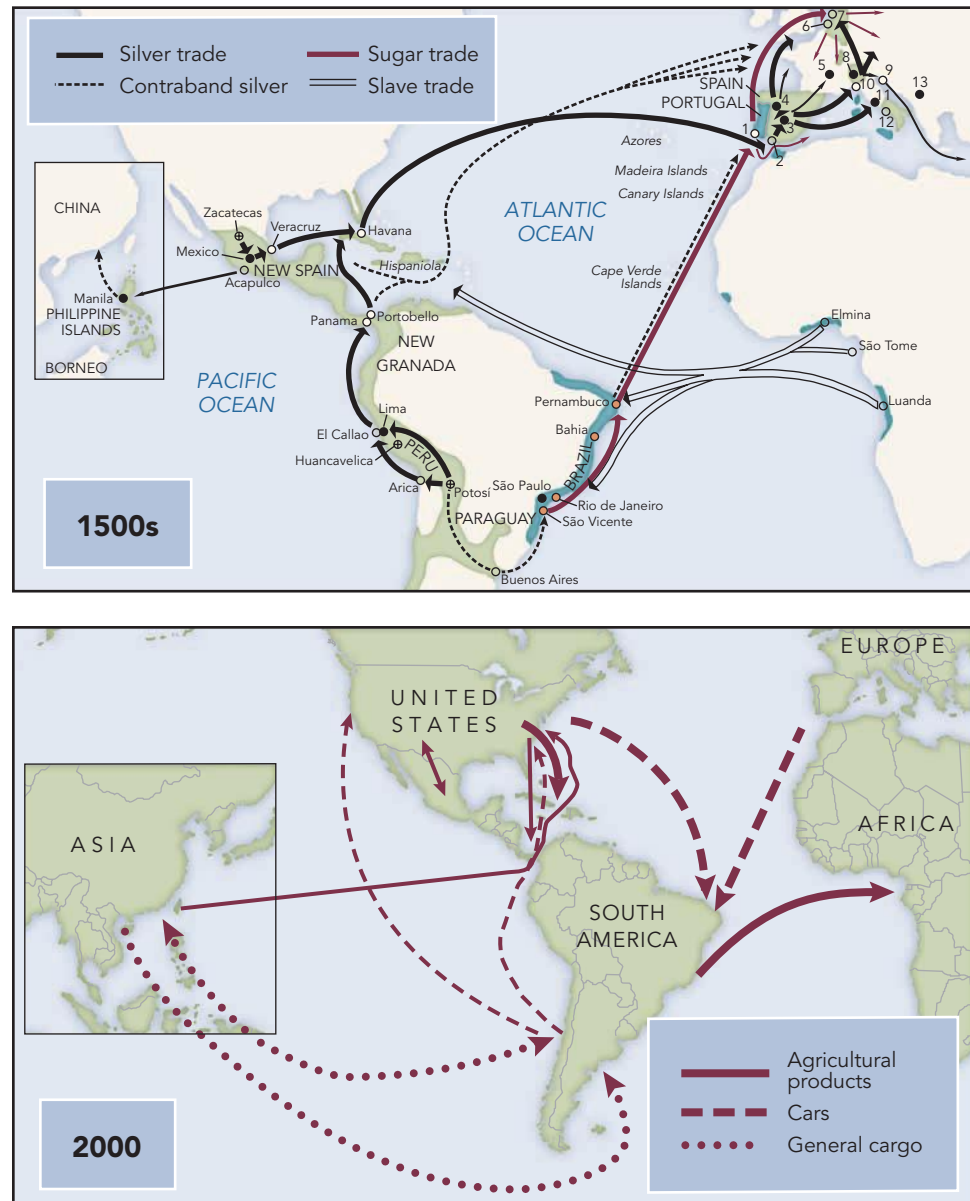 Silver trade
Contraband silver
Sugar trade
Slave trade
SPAIN
PORTUGAL
1
2
3
4
5
6
7
8
9
10
11
12
13
Azores
Madeira Islands
Canary Islands
ATLANTIC
OCEAN
Cape Verde
Islands
CHINA
Manila
PHILIPPINE
ISLANDS
BORNEO
Zacatecas
Veracruz
Mexico
NEW SPAIN
Acapulco
Havana
Hispaniola
Portobello
Panama
NEW
GRANADA
PACIFIC
OCEAN
Elmina
São Tome
Luanda
Pernambuco
Bahia
BRAZIL
Lima
El Callao
PERU
Huancavelica
Arica
Potosí
São Paulo
Rio de Janeiro
PARAGUAY
São Vicente
Buenos Aires
1500s
EUROPE
UNITED
STATES
ASIA
AFRICA
SOUTH
AMERICA
Agricultural
products
Cars
General cargo
2000